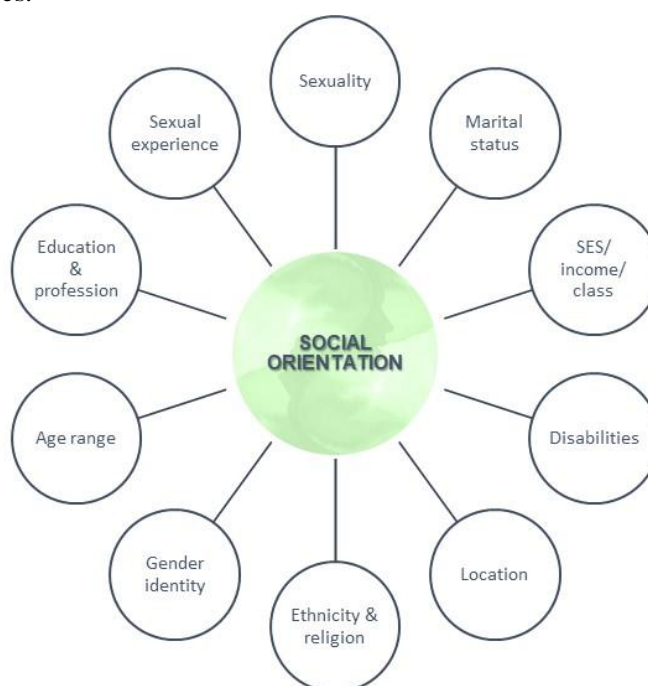 es.
Sexuality
Marital
status
SES/
income/
class
Disabilities
Location
Ethnicity &
religion
Gender
identity
Age range
Education
&
profession
Sexual
experience
SOCIAL
ORIENTATION